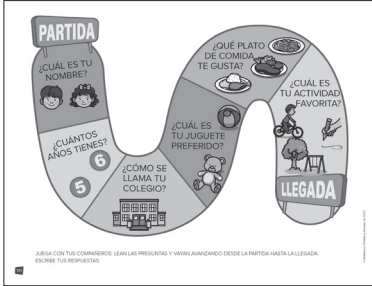 PARTIDA
¿CUÁL ES TU
NOMBRE?
¿CUÁNTOS
AÑOS TIENES?
6
5
¿CÓMO SE
LLAMA TU
COLEGIO?
¿CUÁL ES
TU JUGUETE
PREFERIDO?
¿QUÉ PLATO
DE COMIDA
TE GUSTA?
¿CUÁL ES
TU ACTIVIDAD
FAVORITA?
LLEGADA
JUEGA CON TUS COMPAÑEROS: LEAN LAS PREGUNTAS Y VAYAN AVANZANDO DESDE LA PARTIDA HASTA LA LLEGADA.
ESCRIBE TUS RESPUESTAS.